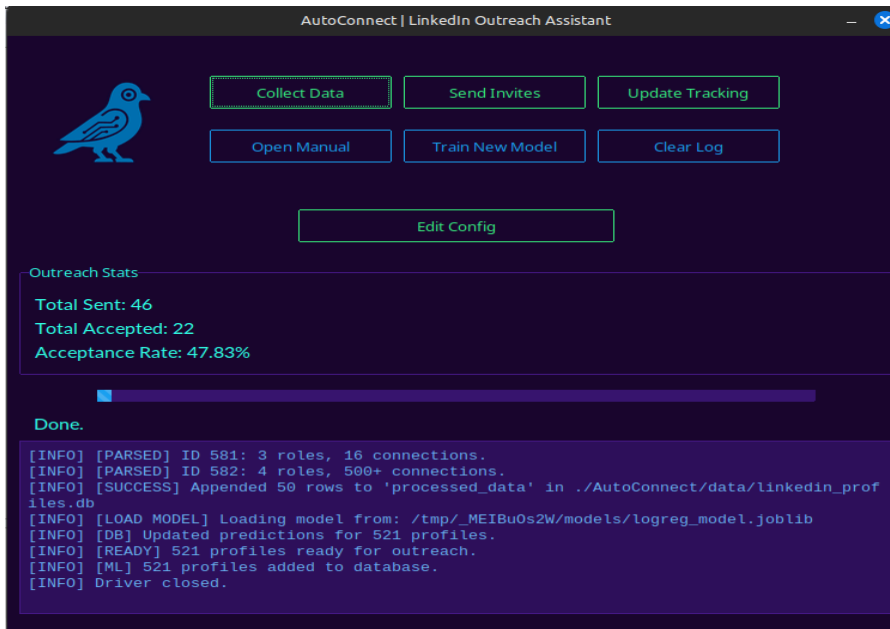 AutoConnect | LinkedIn Outreach Assistant
Collect Data
Send Invites
Update Tracking
Open Manual
Train New Model
Clear Log
Edit Config
Outreach Stats
Total Sent: 46
Total Accepted: 22
Acceptance Rate: 47.83%
Done.
[INFO] [PARSED] ID 581: 3 roles, 16 connections.
[INFO] [PARSED] ID 582: 4 roles, 500+ connections.
[INFO] [SUCCESS] Appended 50 rows to 'processed_data' in ./AutoConnect/data/linkedin_prof
iles.db
[INFO] [LOAD MODEL] Loading model from: /tmp/_MEIBuOs2W/models/logreg_model.joblib
[INFO] [DB] Updated predictions for 521 profiles.
[INFO] [READY] 521 profiles ready for outreach.
[INFO] [ML] 521 profiles added to database.
[INFO] Driver closed.